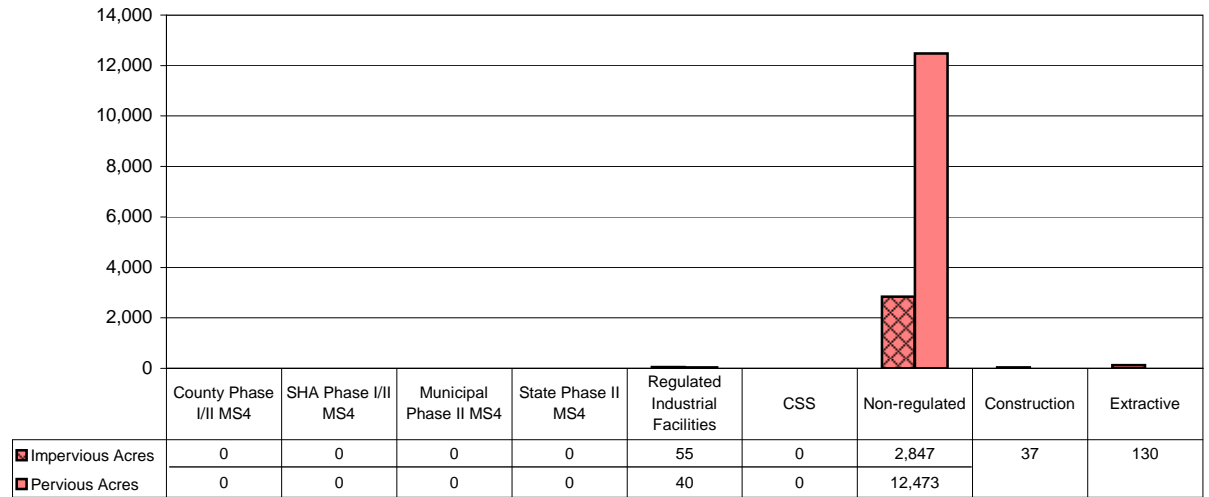 14,000
12,000
10,000
8,000
6,000
4,000
2,000
0
County Phase I/II MS4 SHA Phase I/II MS4 Municipal Phase II MS4 State Phase II MS4 Regulated Industrial Facilities CSS Non-regulated Construction Extractive
Impervious Acres 0 0 0 0 55 0 2,847 37 130
Pervious Acres 0 0 0 0 40 0 12,473